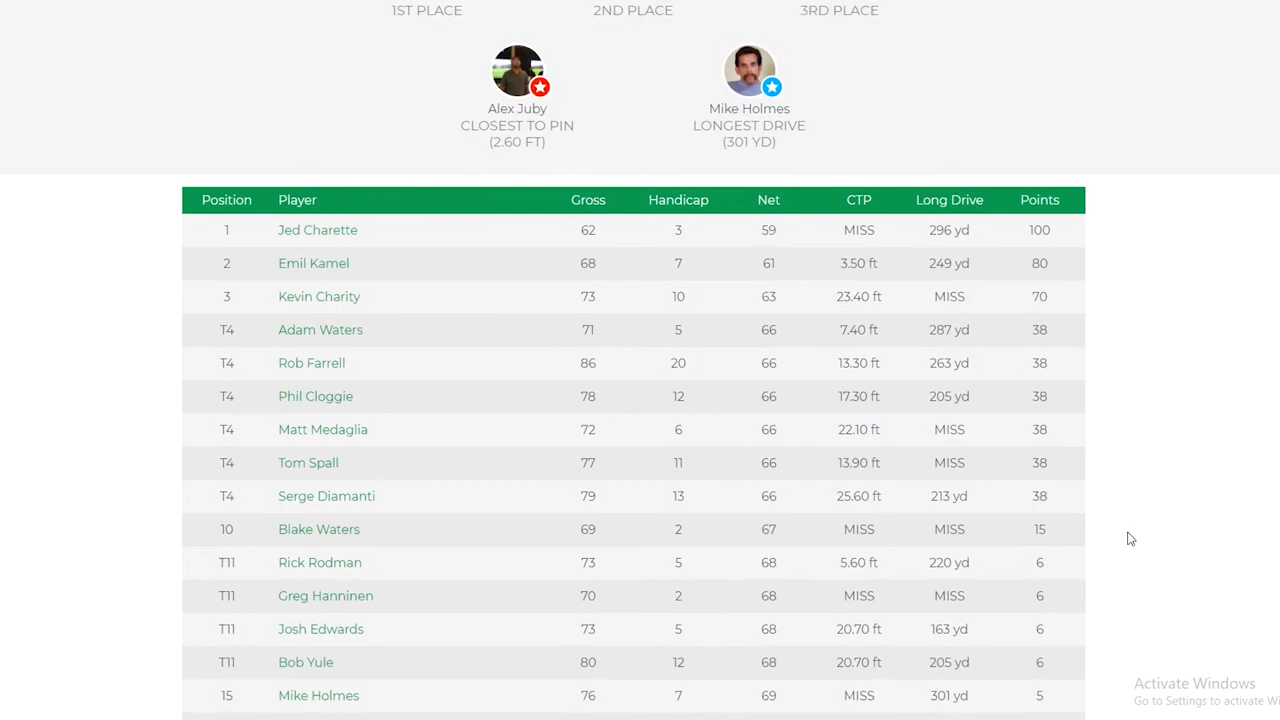 1ST PLACE 2ND PLACE 3RD PLACE
Alex Juby Mike Holmes
CLOSEST TO PIN LONGEST DRIVE
(2.60 FT) (301 YD)
Position Player Gross Handicap Net CTP Long Drive Points
1 Jed Charette 62 3 59 MISS 296 yd 100
2 Emil Kamel 68 7 61 3.50 ft 249 yd 80
3 Kevin Charity 73 10 63 23.40 ft MISS 70
T4 Adam Waters 71 5 66 7.40 ft 287 yd 38
T4 Rob Farrell 86 20 66 13.30 ft 263 yd 38
T4 Phil Cloggie 78 12 66 17.30 ft 205 yd 38
T4 Matt Medaglia 72 6 66 22.10 ft MISS 38
T4 Tom Spall 77 11 66 13.90 ft MISS 38
T4 Serge Diamanti 79 13 66 25.60 ft 213 yd 38
10 Blake Waters 69 2 67 MISS MISS 15
T11 Rick Rodman 73 5 68 5.60 ft 220 yd 6
T11 Greg Hanninen 70 2 68 MISS MISS 6
T11 Josh Edwards 73 5 68 20.70 ft 163 yd 6
T11 Bob Yule 80 12 68 20.70 ft 205 yd 6
15 Mike Holmes 76 7 69 MISS 301 yd 5
Activate Windows
Go to Settings to activate Wi